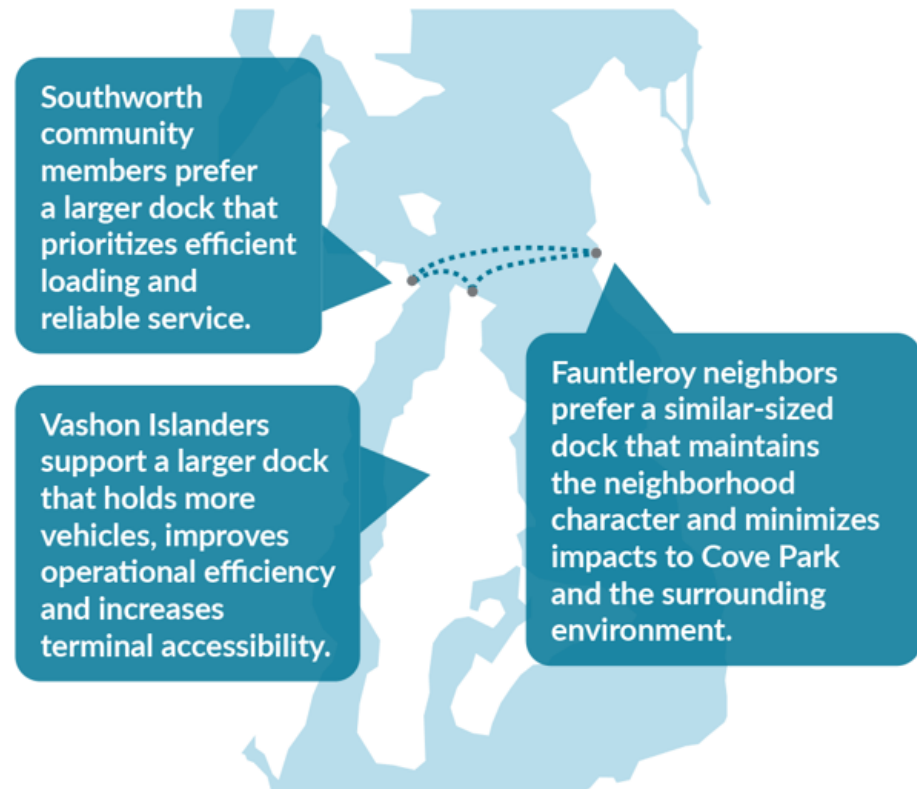 Southworth
community
members prefer
a larger dock that
prioritizes efficient
loading and
reliable service.
Vashon Islanders
support a larger dock
that holds more
vehicles, improves
operational efficiency
and increases
terminal accessibility.
Fauntleroy neighbors
prefer a similar-sized
dock that maintains
the neighborhood
character and minimizes
impacts to Cove Park
and the surrounding
environment.